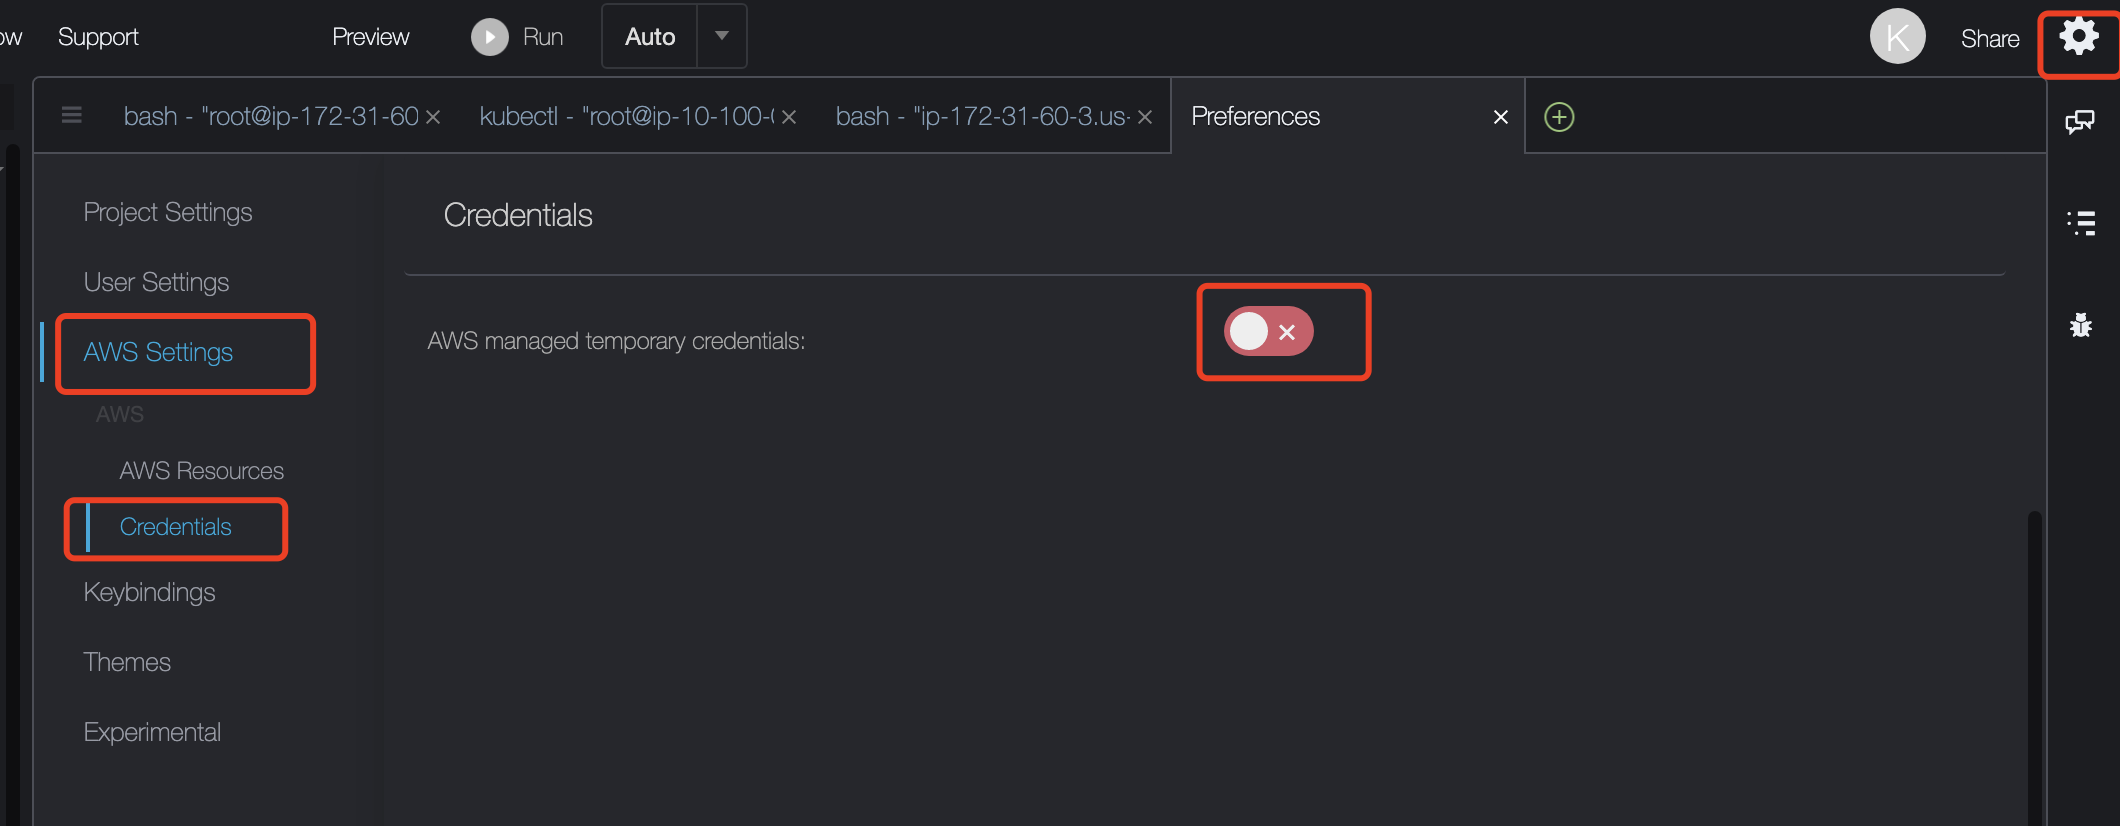 ow Support Preview Run Auto K Share
bash - "root@ip-172-31-60 kubectl - "root@ip-10-100-( bash - "ip-172-31-60-3.us- Preferences
Project Settings
Credentials
User Settings
AWS Settings
AWS managed temporary credentials:
AWS
AWS Resources
Credentials
Keybindings
Themes
Experimental